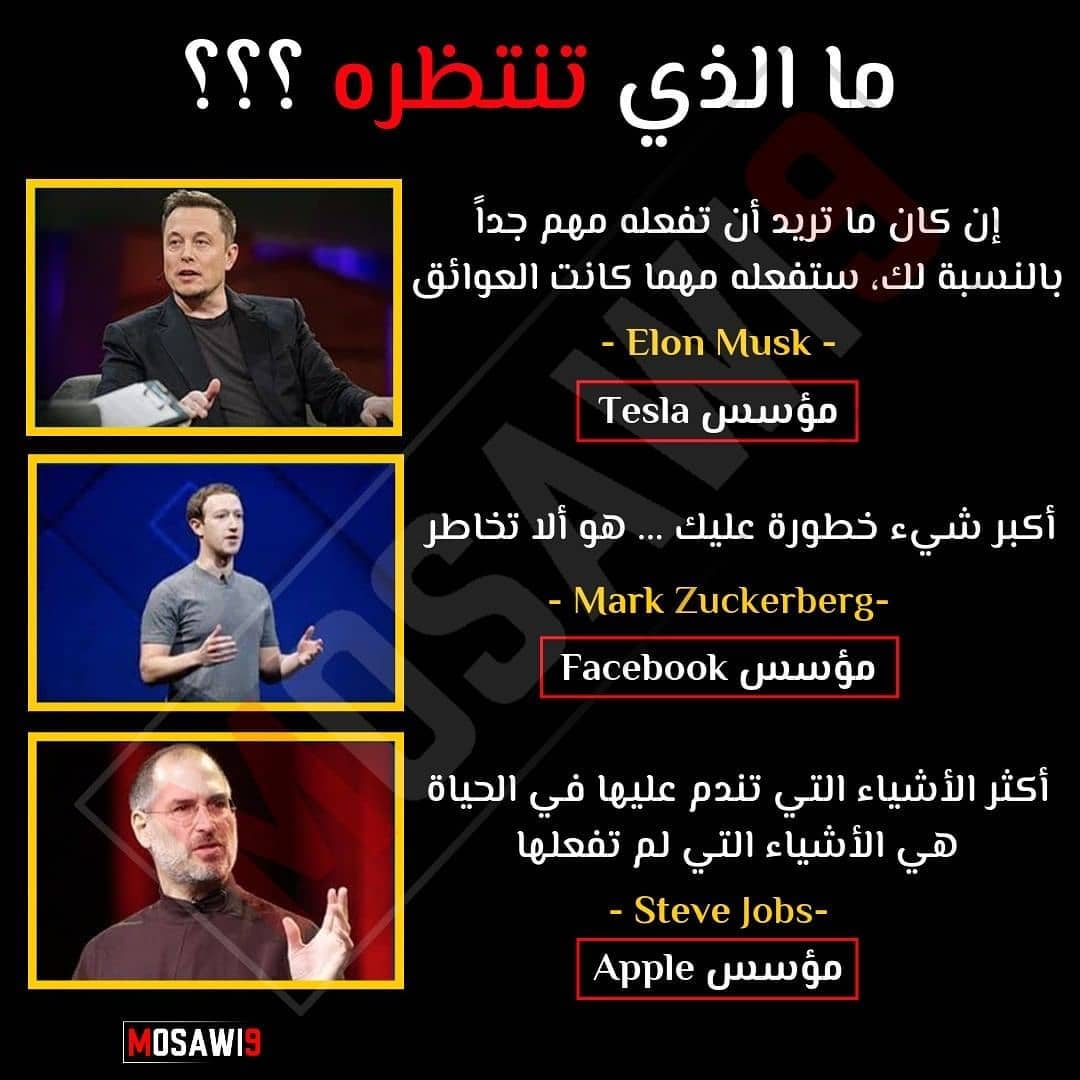 ما الذي تنتظره ؟؟؟
إن كان ما تريد أن تفعله مهم جداً
بالنسبة لك، ستفعله مهما كانت العوائق
- Elon Musk -
مؤسس Tesla
أكبر شيء خطورة عليك ... هو ألا تخاطر
- Mark Zuckerberg-
مؤسس Facebook
أكثر الأشياء التي تندم عليها في الحياة
هي الأشياء التي لم تفعلها
- Steve Jobs-
مؤسس Apple
MOSAWI9
MOSAWI9